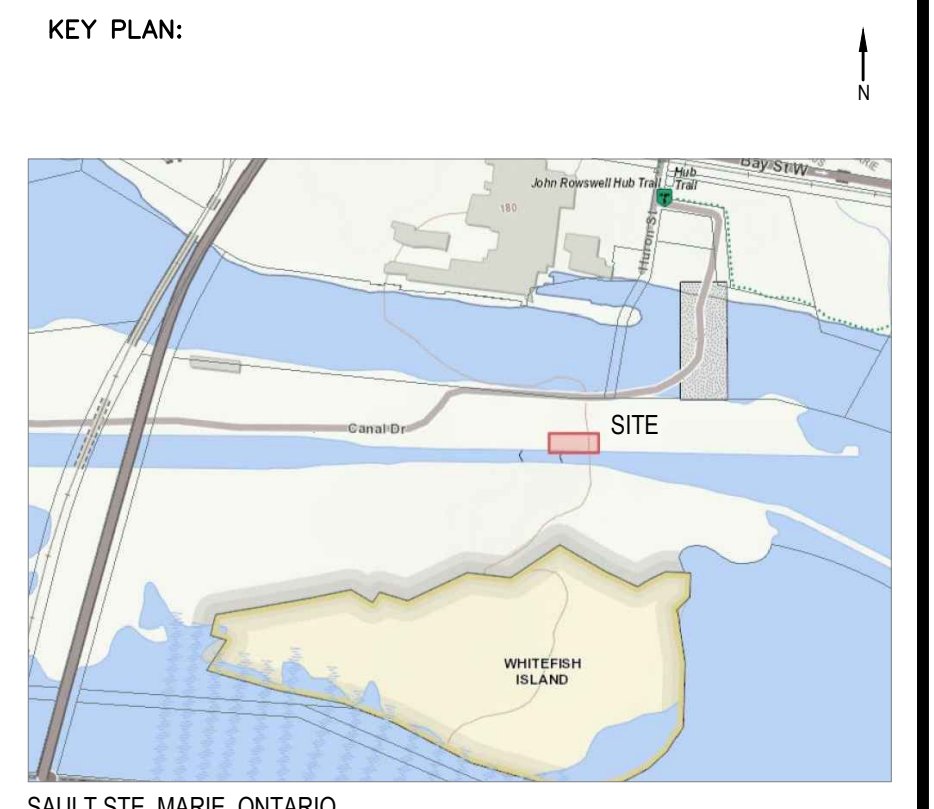 KEY PLAN:
N
Bay St W
John Rowswell Hub Trail
Hub
Trail
180
Huron St
SITE
Canal Dr
WHITEFISH
ISLAND
SAULT STE. MARIE, ONTARIO